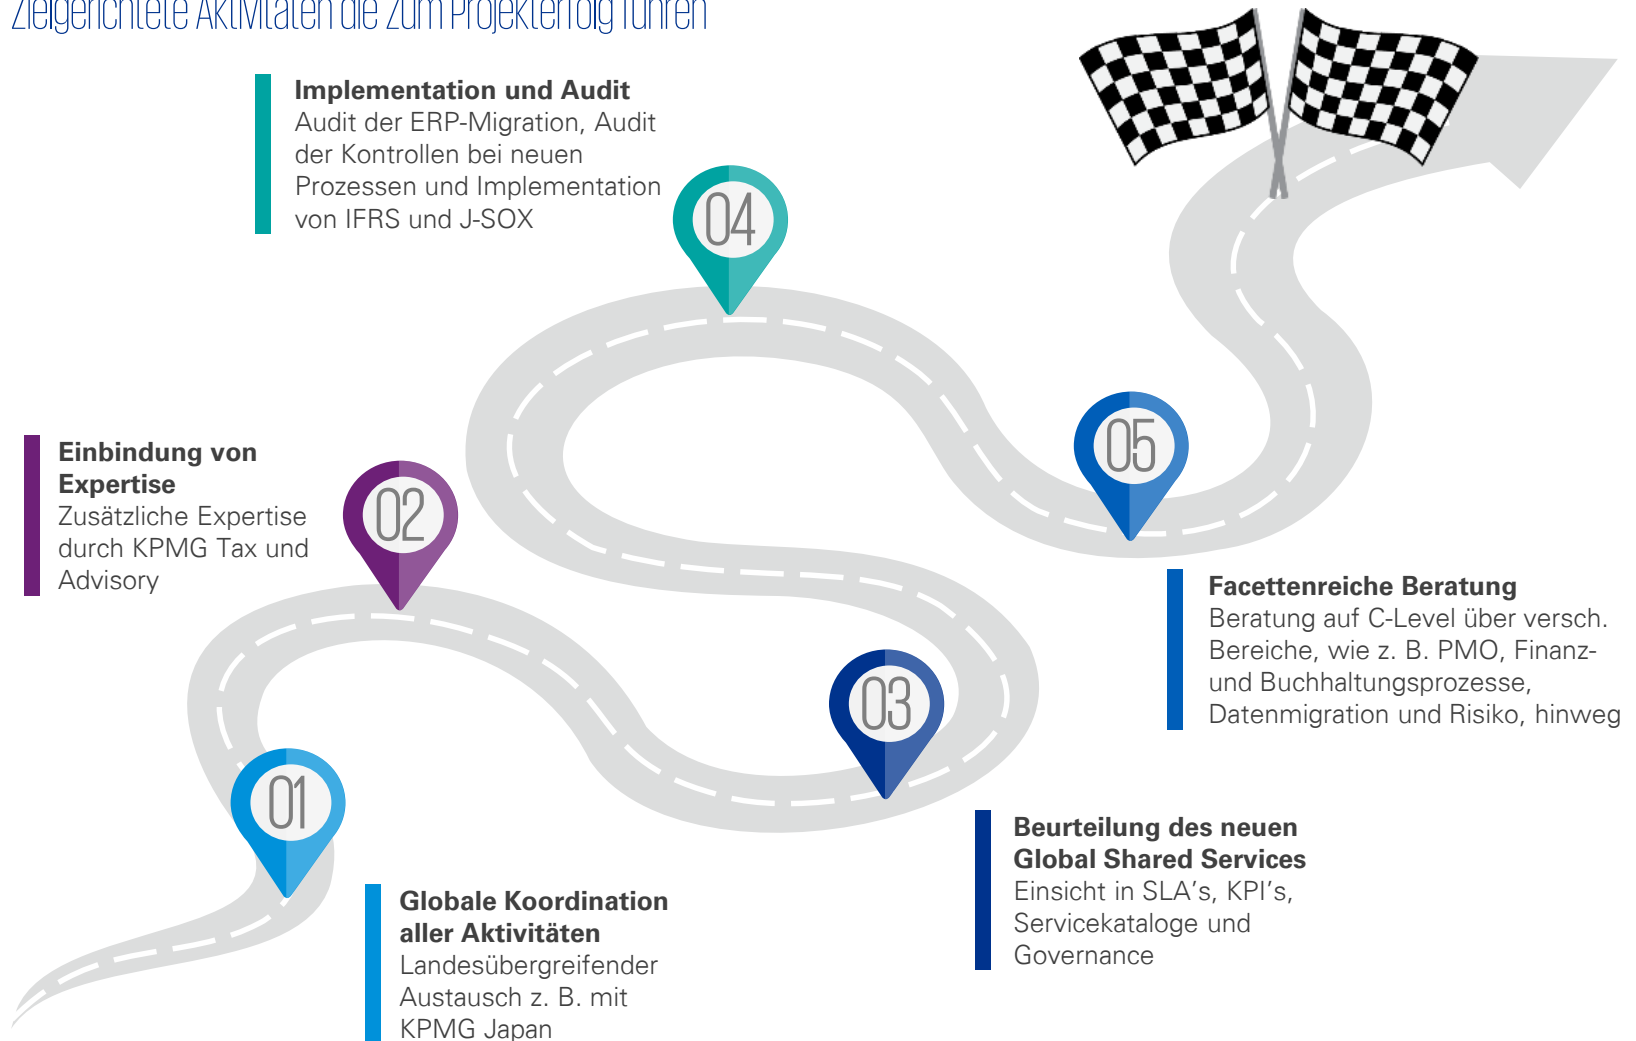 Zielgerichtete Aktivitäten die zum Projekterfolg führen
Implementation und Audit
Audit der ERP-Migration, Audit
der Kontrollen bei neuen
Prozessen und Implementation
von IFRS und J-SOX
04
Einbindung von
Expertise
Zusätzliche Expertise
durch KPMG Tax und
Advisory
02
05
Facettenreiche Beratung
Beratung auf C-Level über versch.
Bereiche, wie z. B. PMO, Finanz-
und Buchhaltungsprozesse,
Datenmigration und Risiko, hinweg
03
01
Beurteilung des neuen
Global Shared Services
Einsicht in SLA’s, KPI’s,
Servicekataloge und
Governance
Globale Koordination
aller Aktivitäten
Landesübergreifender
Austausch z. B. mit
KPMG Japan